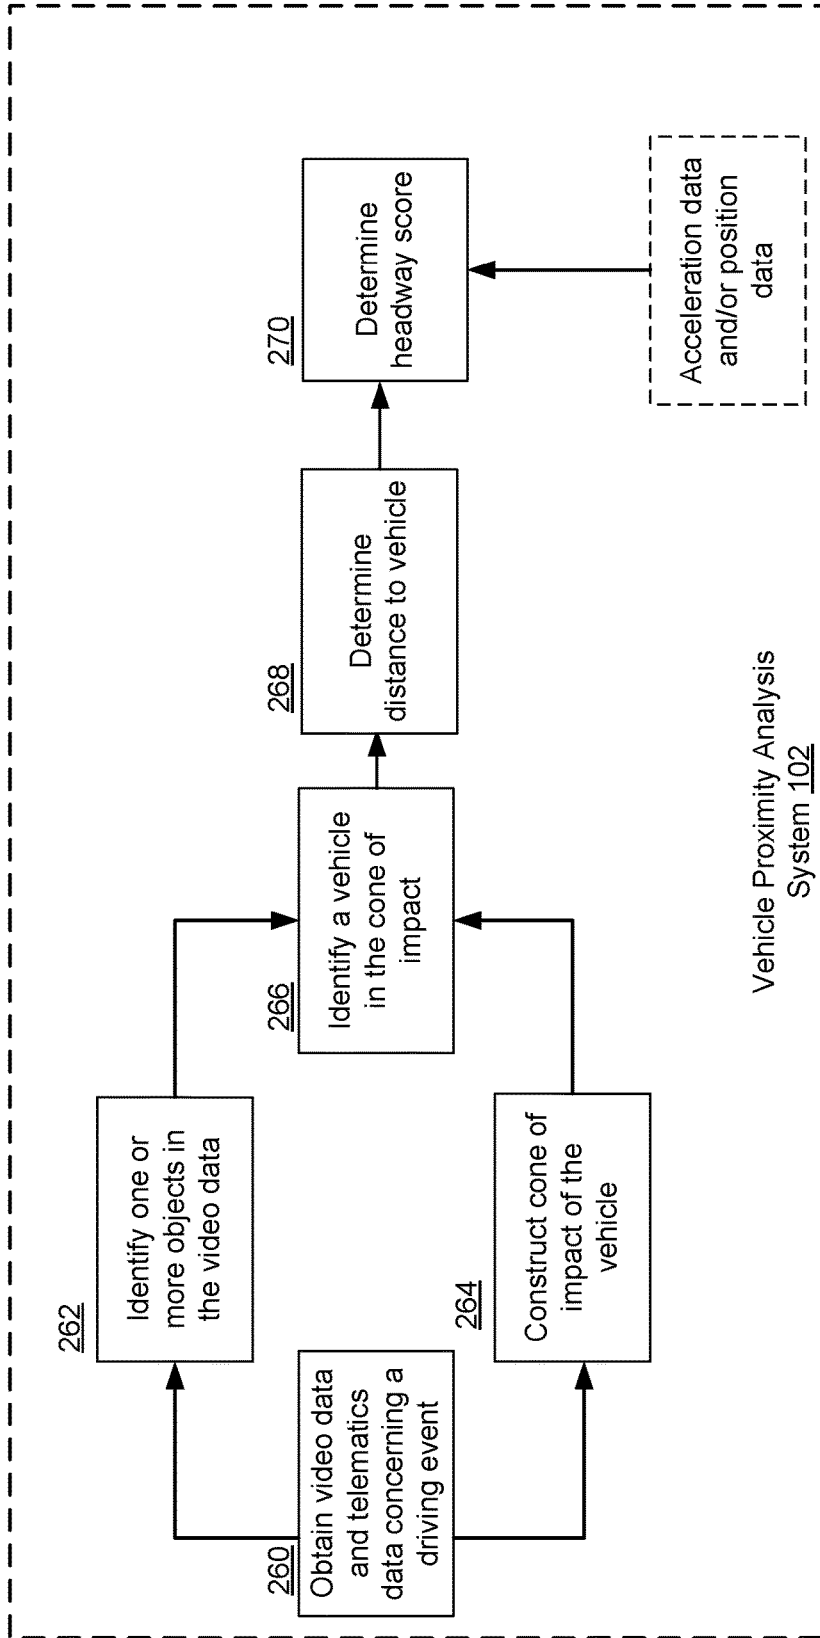 260
Obtain video data
and telematics
data concerning a
driving event
262
Identify one or
more objects in
the video data
264
Construct cone of
impact of the
vehicle
266
Identify a vehicle
in the cone of
impact
268
Determine
distance to vehicle
270
Determine
headway score
Acceleration data
and/or position
data
Vehicle Proximity Analysis
System 102